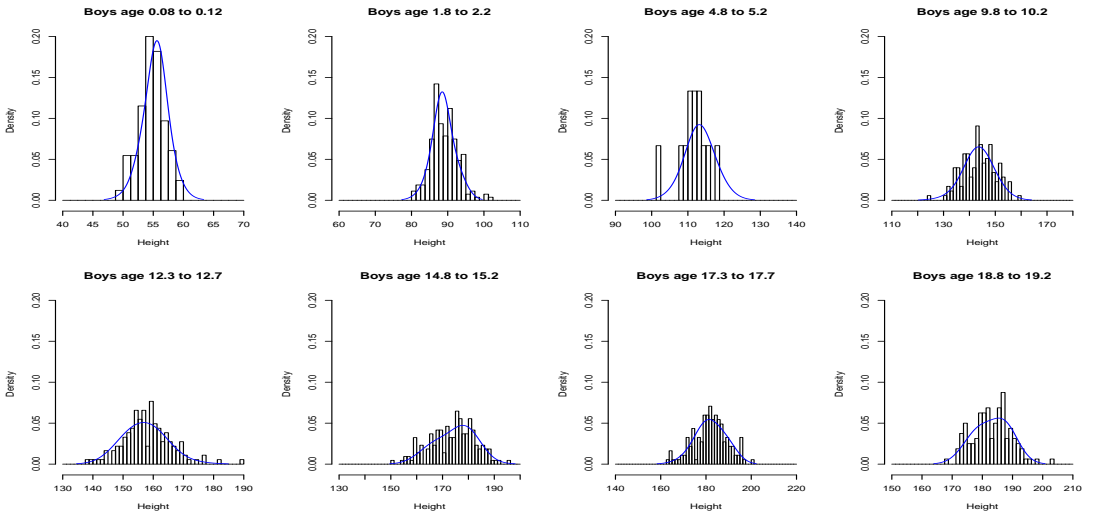 Boys age 0.08 to 0.12
Density
0.00 0.05 0.10 0.15 0.20
40 45 50 55 60 65 70
Height
Boys age 1.8 to 2.2
Density
0.00 0.05 0.10 0.15 0.20
60 70 80 90 100 110
Height
Boys age 4.8 to 5.2
Density
0.00 0.05 0.10 0.15 0.20
90 100 110 120 130 140
Height
Boys age 9.8 to 10.2
Density
0.00 0.05 0.10 0.15 0.20
110 130 150 170
Height
Boys age 12.3 to 12.7
Density
0.00 0.05 0.10 0.15 0.20
130 140 150 160 170 180 190
Height
Boys age 14.8 to 15.2
Density
0.00 0.05 0.10 0.15 0.20
130 150 170 190
Height
Boys age 17.3 to 17.7
Density
0.00 0.05 0.10 0.15 0.20
140 160 180 200 220
Height
Boys age 18.8 to 19.2
Density
0.00 0.05 0.10 0.15 0.20
150 160 170 180 190 200 210
Height